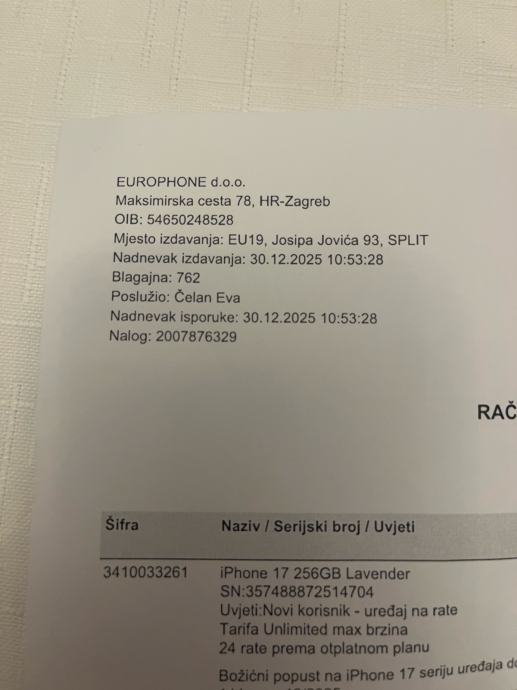 EUROPHONE d.o.o.
Maksimirska cesta 78, HR-Zagreb
OIB: 54650248528
Mjesto izdavanja: EU19, Josipa Jovića 93, SPLIT
Nadnevak izdavanja: 30.12.2025 10:53:28
Blagajna: 762
Poslužio: Čelan Eva
Nadnevak isporuke: 30.12.2025 10:53:28
Nalog: 2007876329
RAČ
Šifra Naziv / Serijski broj / Uvjeti
3410033261 iPhone 17 256GB Lavender
SN:357488872514704
Uvjeti:Novi korisnik - uređaj na rate
Tarifa Unlimited max brzina
24 rate prema otplatnom planu
Božićni popust na iPhone 17 seriju uređaja do